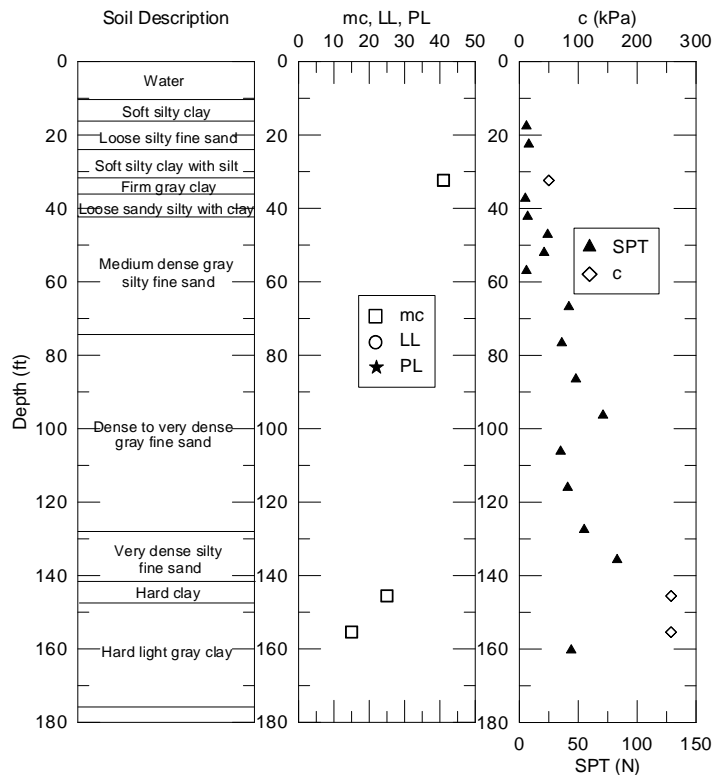 Soil Description
mc, LL, PL
c (kPa)
0 10 20 30 40 50
0 100 200 300
0
20
40
60
80
100
120
140
160
180
Depth (ft)
Water
Soft silty clay
Loose silty fine sand
Soft silty clay with silt
Firm gray clay
Loose sandy silty with clay
Medium dense gray
silty fine sand
Dense to very dense
gray fine sand
Very dense silty
fine sand
Hard clay
Hard light gray clay
0
20
40
60
80
100
120
140
160
180
mc
LL
PL
0
20
40
60
80
100
120
140
160
180
SPT
c
0 50 100 150
SPT (N)